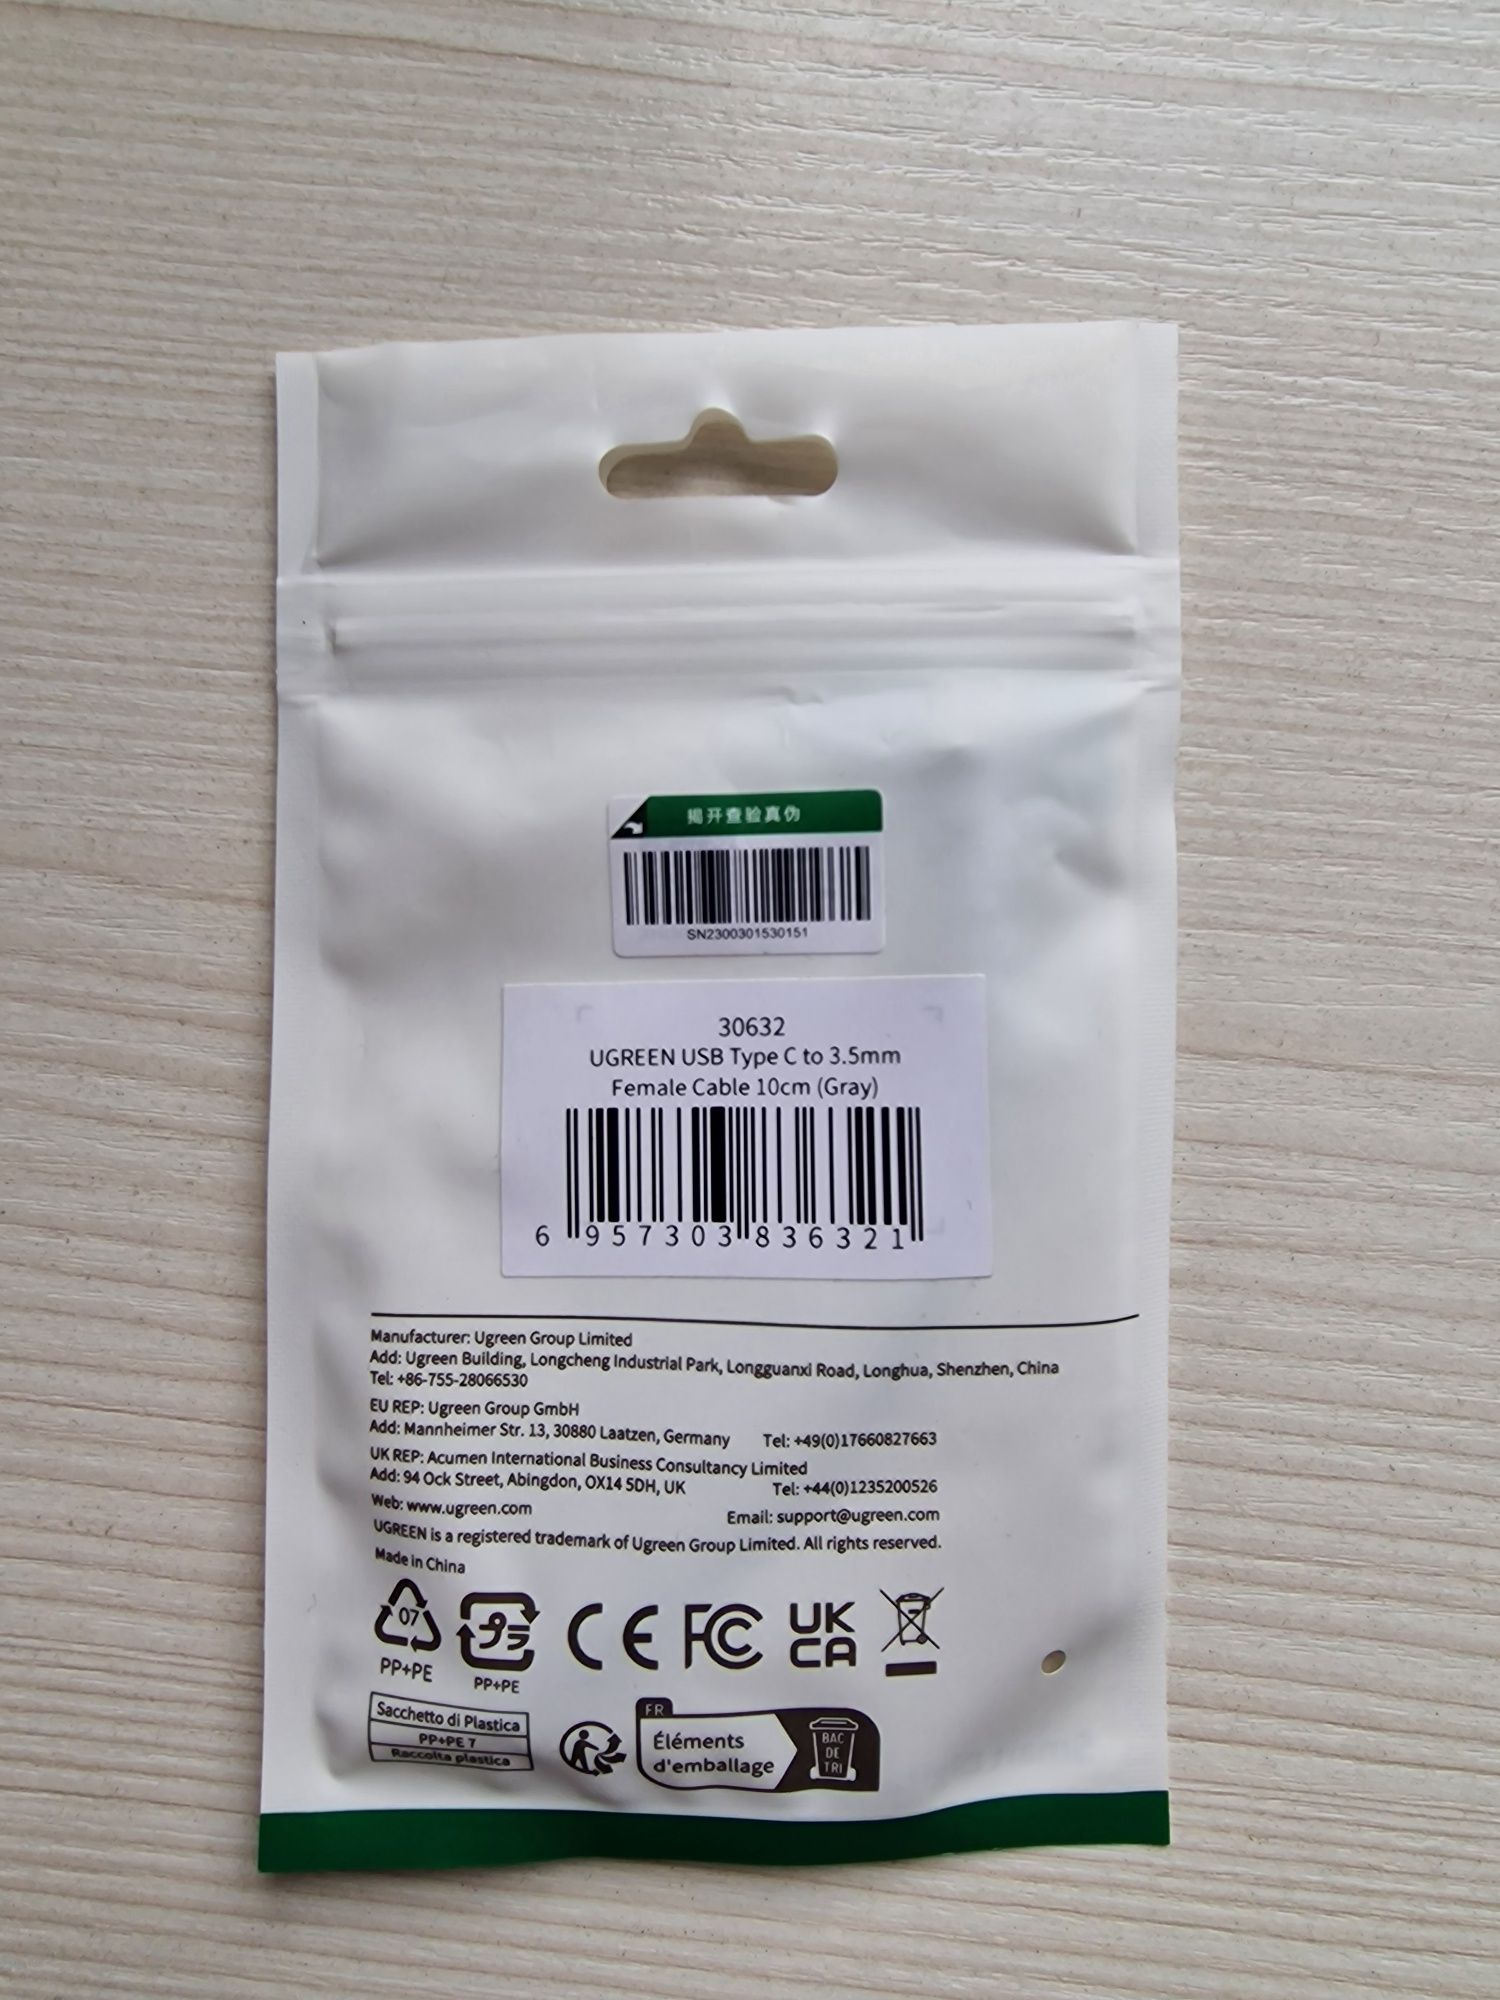 揭开查验真伪
SN2300301530151
30632
UGREEN USB Type C to 3.5mm
Female Cable 10cm (Gray)
6 957303 836321
Manufacturer: Ugreen Group Limited
Add: Ugreen Building, Longcheng Industrial Park, Longguanxi Road, Longhua, Shenzhen, China
Tel: +86-755-28066530
EU REP: Ugreen Group GmbH
Add: Mannheimer Str. 13, 30880 Laatzen, Germany Tel: +49(0)17660827663
UK REP: Acumen International Business Consultancy Limited
Add: 94 Ock Street, Abingdon, OX14 5DH, UK Tel: +44(0)1235200526
Web: www.ugreen.com Email: support@ugreen.com
UGREEN is a registered trademark of Ugreen Group Limited. All rights reserved.
Made in China
07
PP+PE
プラ
PP+PE
CE FC UK
CA
Sacchetto di Plastica
PP+PE 7
Raccolta plastica
FR
Éléments
d'emballage
BAC
DE
TRI